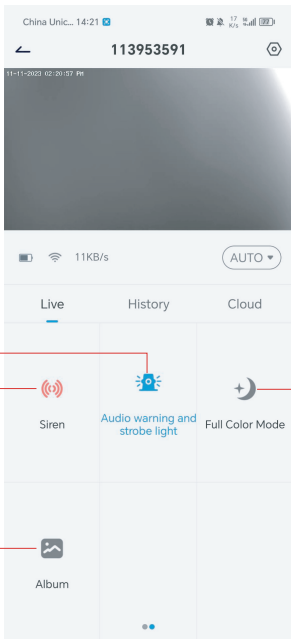 China Unic... 14:21
17 K/s 5G
113953591
11-11-2023 02:20:57 PM
11KB/s
AUTO
Live History Cloud
Siren
Audio warning and
strobe light
Full Color Mode
Album